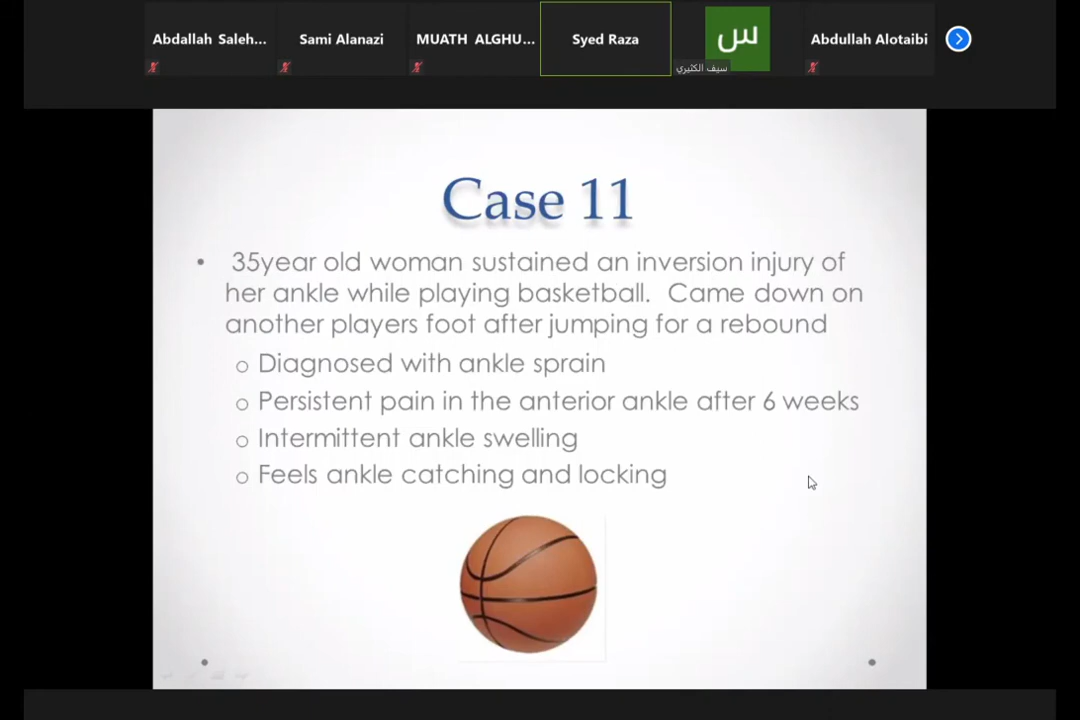 Abdallah Saleh...
Sami Alanazi
MUATH ALGHU...
Syed Raza
س
سيف الكثيري
Abdullah Alotaibi
Case 11
• 35year old woman sustained an inversion injury of
her ankle while playing basketball. Came down on
another players foot after jumping for a rebound
o Diagnosed with ankle sprain
o Persistent pain in the anterior ankle after 6 weeks
o Intermittent ankle swelling
o Feels ankle catching and locking